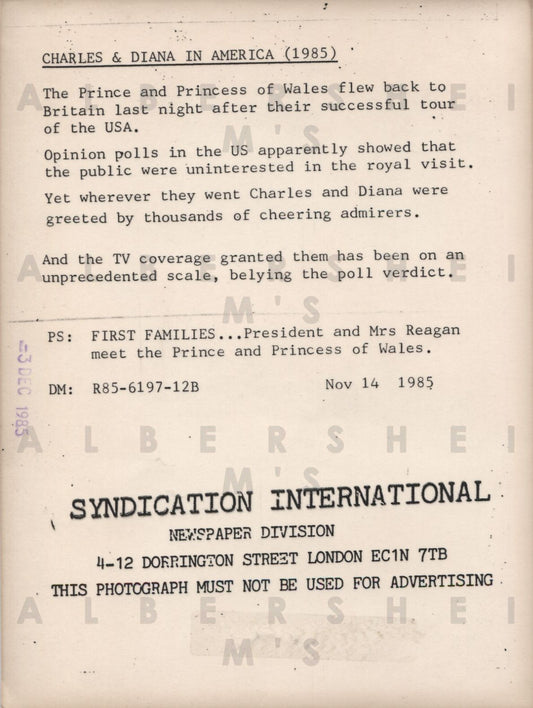 CHARLES & DIANA IN AMERICA (1985)
The Prince and Princess of Wales flew back to
Britain last night after their successful tour
of the USA.
Opinion polls in the US apparently showed that
the public were uninterested in the royal visit.
Yet wherever they went Charles and Diana were
greeted by thousands of cheering admirers.
And the TV coverage granted them has been on an
unprecedented scale, belying the poll verdict.
PS: FIRST FAMILIES...President and Mrs Reagan
meet the Prince and Princess of Wales.
DM: R85-6197-12B Nov 14 1985
-3 DEC 1985
SYNDICATION INTERNATIONAL
NEWSPAPER DIVISION
4-12 DORRINGTON STREET LONDON EC1N 7TB
THIS PHOTOGRAPH MUST NOT BE USED FOR ADVERTISING
ALBERSHEI
M'S
ALBERSHEI
M'S
ALBERSHEI
M'S
ALBERSHEI
M'S